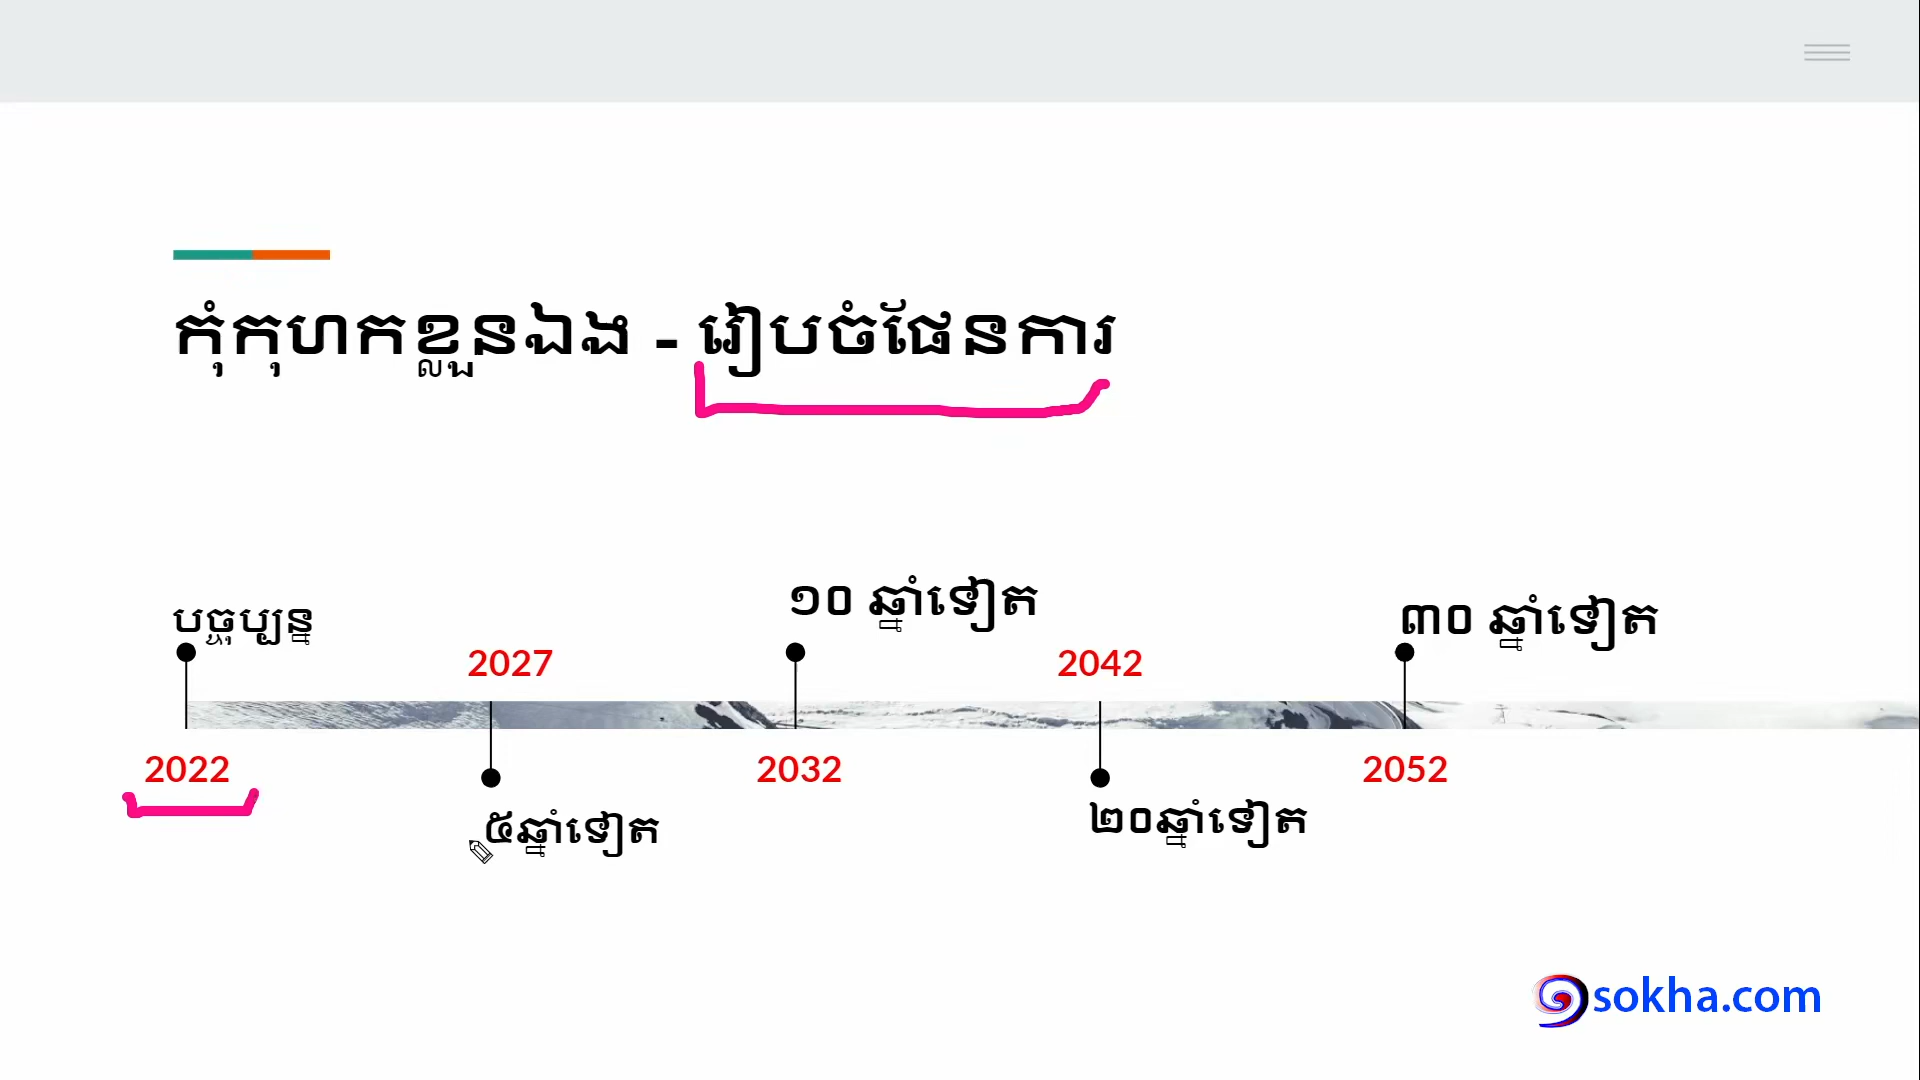 កុំកុហកខ្លួនឯង - រៀបចំផែនការ
បច្ចុប្បន្ន
2022
2027
៥ឆ្នាំទៀត
១០ ឆ្នាំទៀត
2032
2042
២០ឆ្នាំទៀត
៣០ ឆ្នាំទៀត
2052
sokha.com